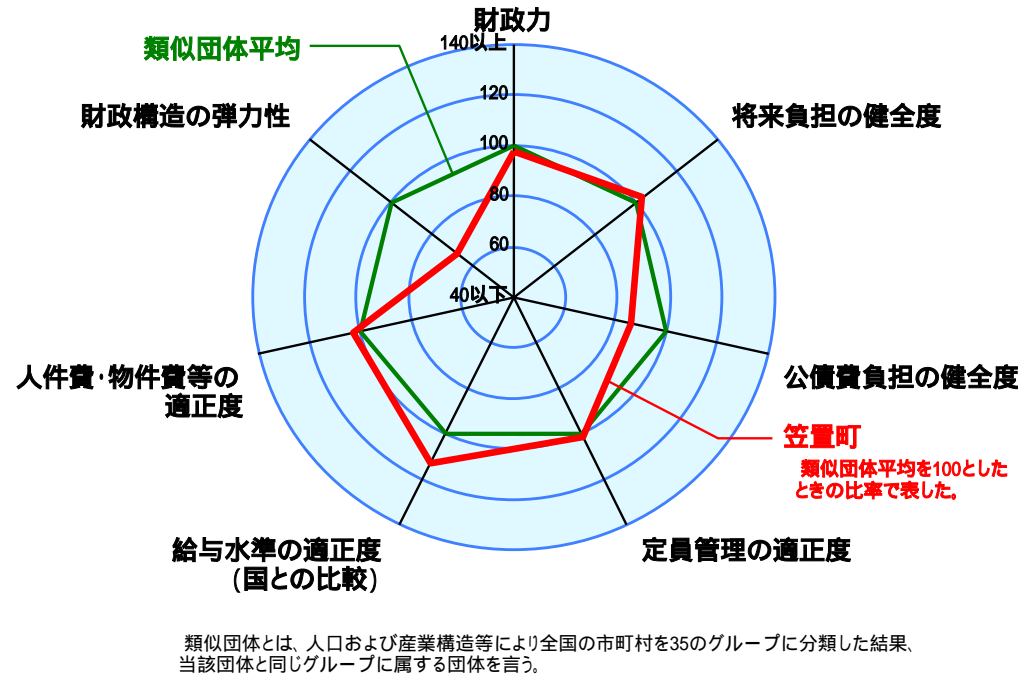 財政力
140以上
類似団体平均
120
財政構造の弾力性
将来負担の健全度
100
80
60
40以下
人件費･物件費等の
適正度
公債費負担の健全度
笠置町
類似団体平均を100とした
ときの比率で表した。
給与水準の適正度
(国との比較)
定員管理の適正度
類似団体とは、人口および産業構造等により全国の市町村を35のグループに分類した結果、
当該団体と同じグループに属する団体を言う。